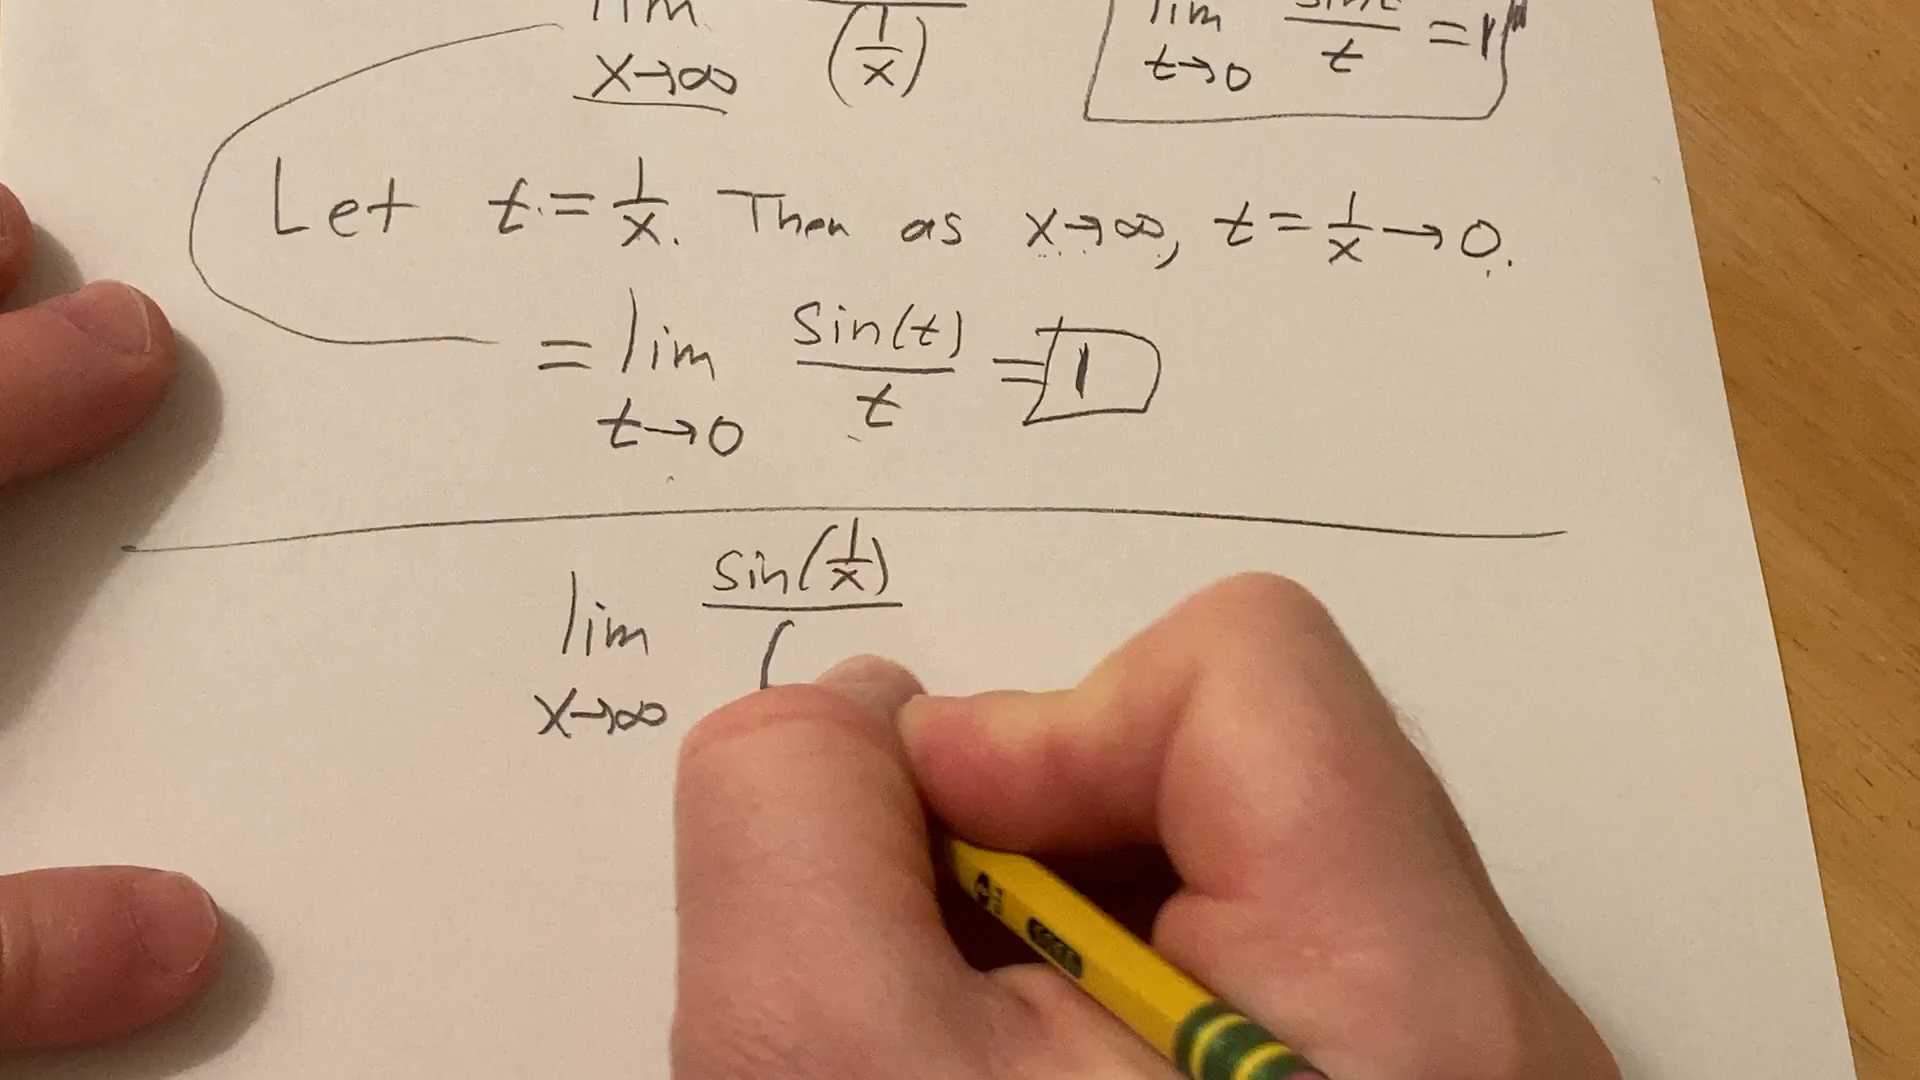 lim
x→∞ (1/x)
lim sin t / t = 1
t→0
Let t = 1/x. Then as x→∞, t = 1/x → 0.
= lim sin(t)/t = 1
t→0
lim sin(1/x) / (
x→∞